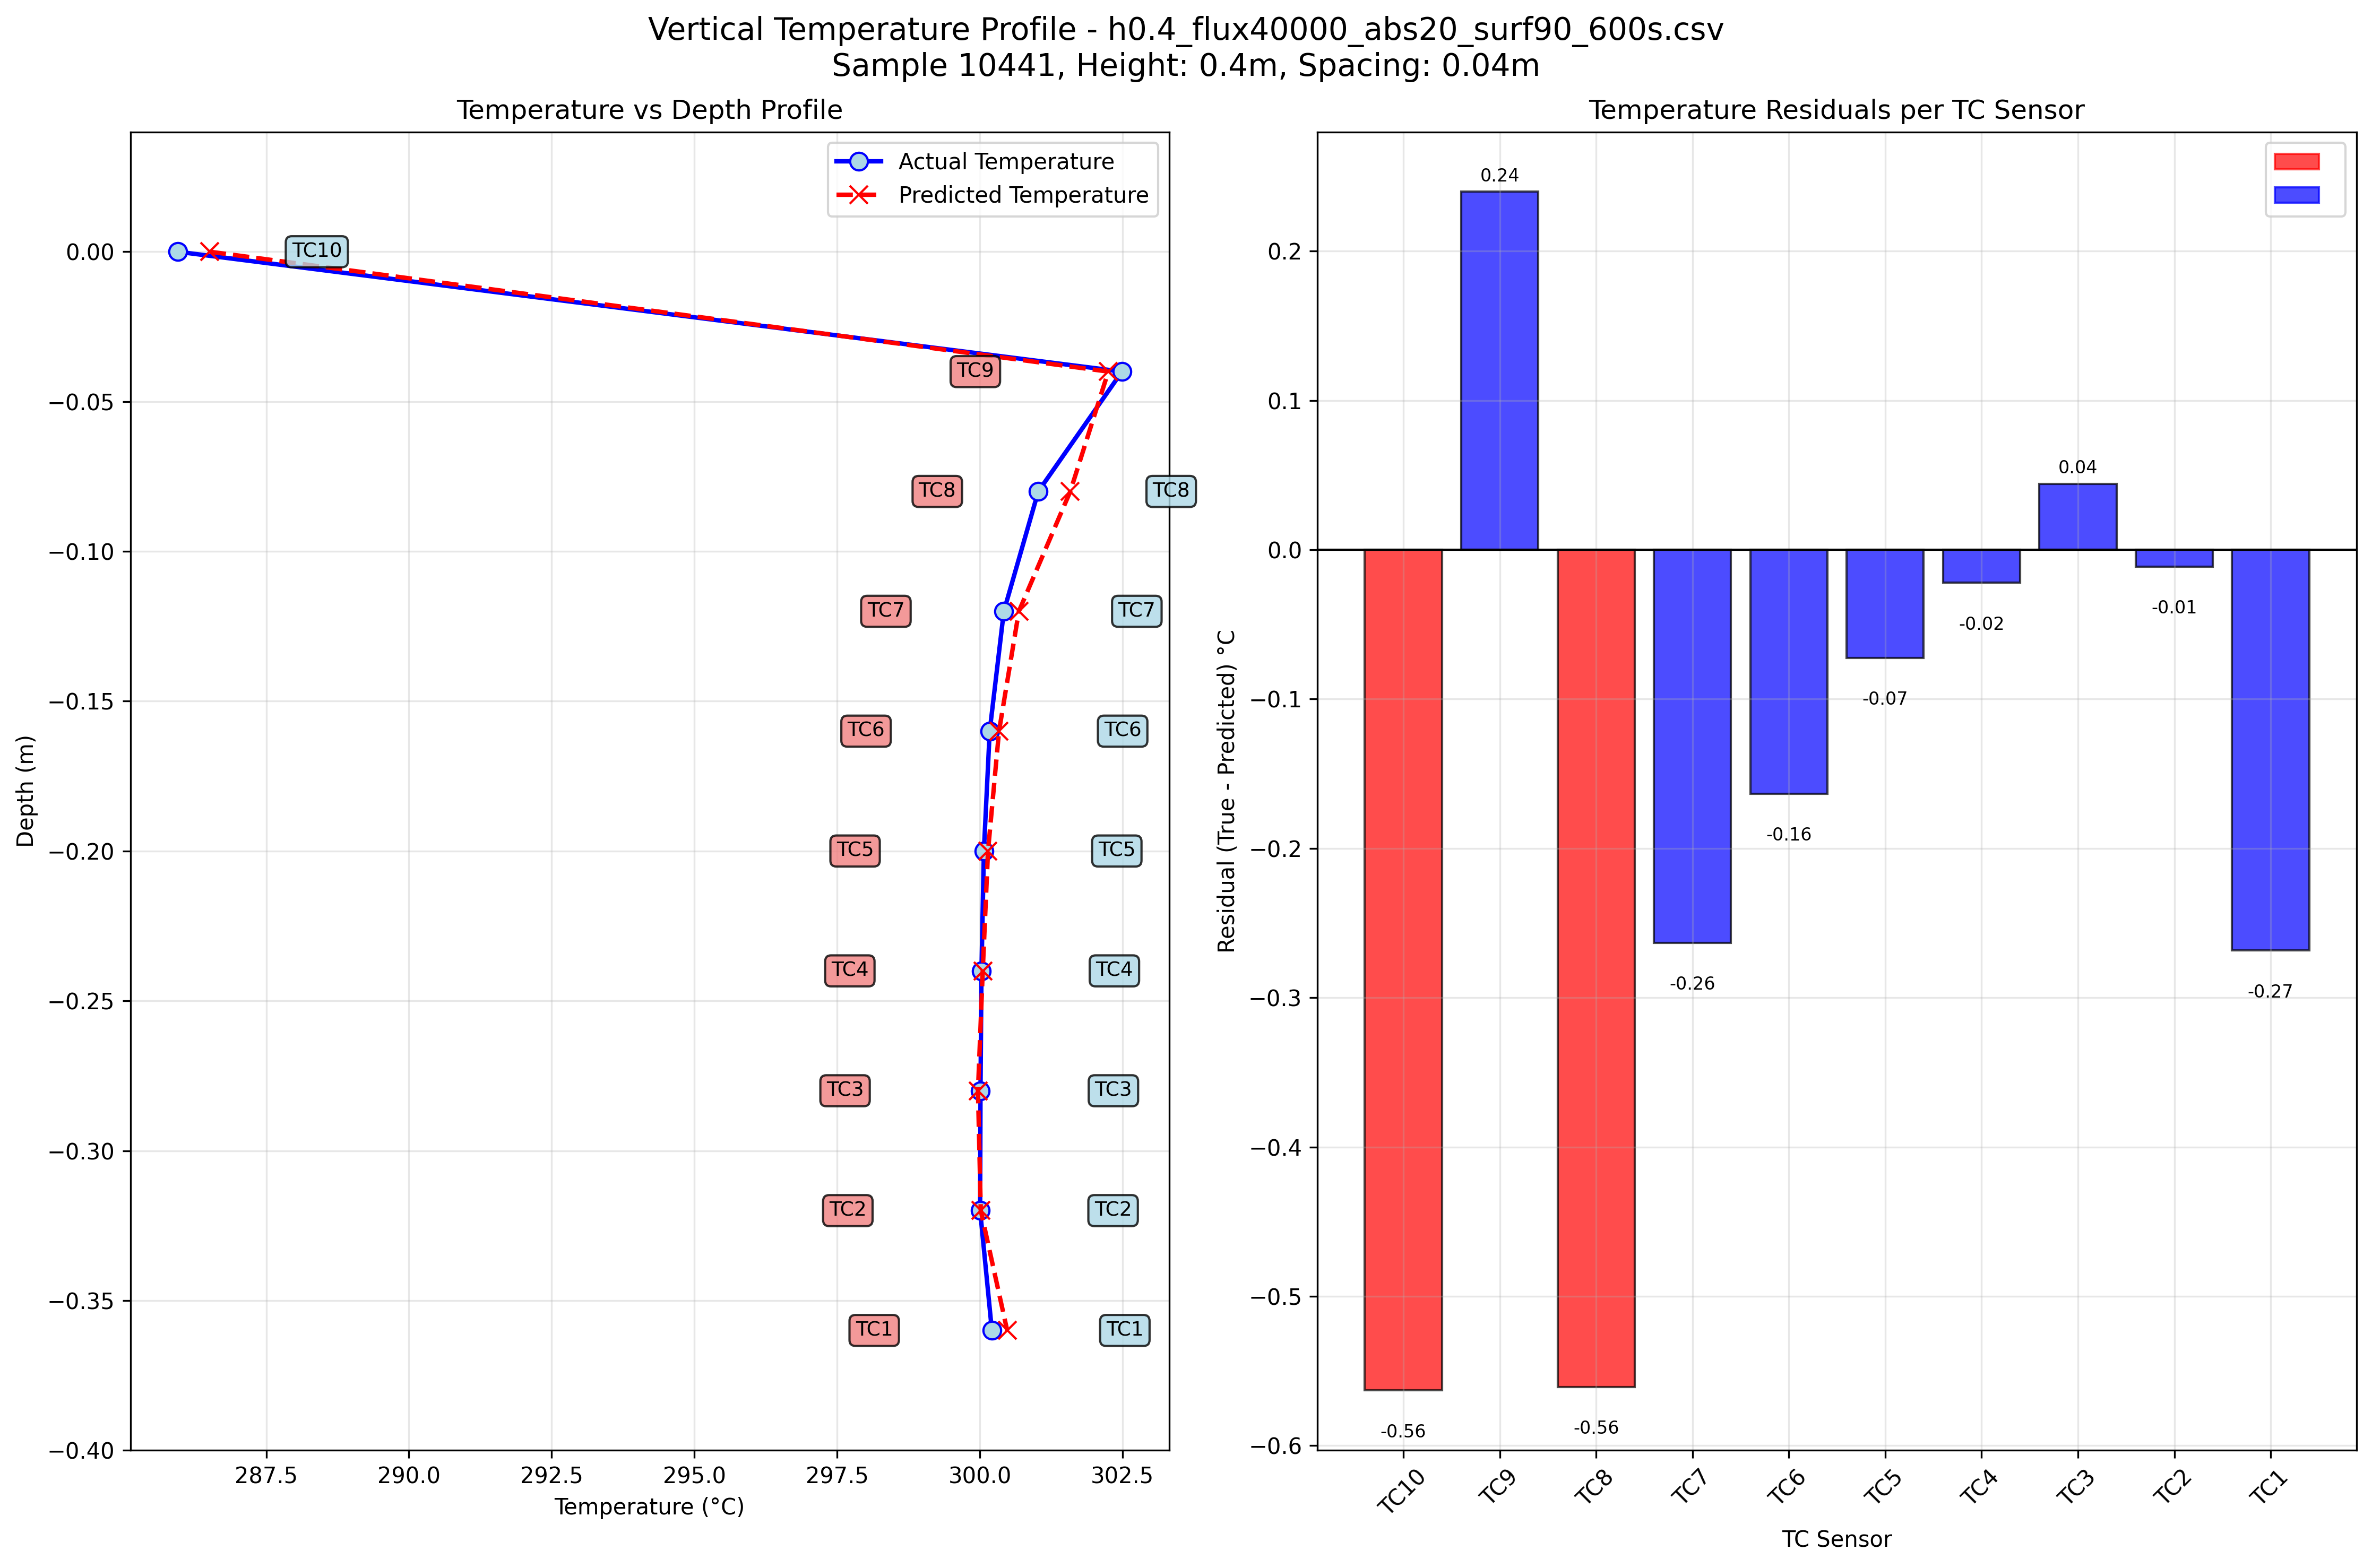 Vertical Temperature Profile - h0.4_flux40000_abs20_surf90_600s.csv
Sample 10441, Height: 0.4m, Spacing: 0.04m
Temperature vs Depth Profile
Actual Temperature
Predicted Temperature
0.00
−0.05
−0.10
−0.15
−0.20
−0.25
−0.30
−0.35
−0.40
Depth (m)
TC10
TC9
TC8
TC8
TC7
TC7
TC6
TC6
TC5
TC5
TC4
TC4
TC3
TC3
TC2
TC2
TC1
TC1
287.5
290.0
292.5
295.0
297.5
300.0
302.5
Temperature (°C)
Temperature Residuals per TC Sensor
0.2
0.1
0.0
−0.1
−0.2
−0.3
−0.4
−0.5
−0.6
Residual (True - Predicted) °C
0.24
0.04
-0.01
-0.02
-0.07
-0.16
-0.26
-0.27
-0.56
-0.56
TC10
TC9
TC8
TC7
TC6
TC5
TC4
TC3
TC2
TC1
TC Sensor